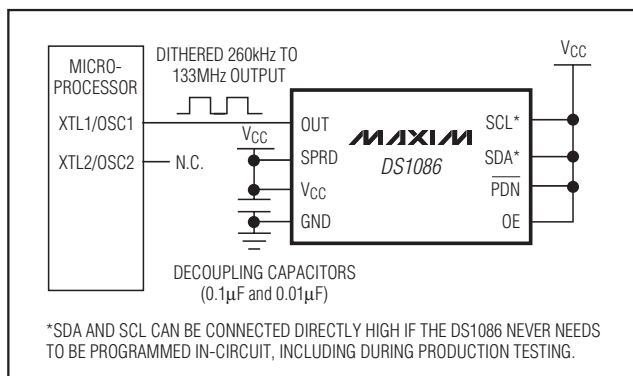 MICRO-
PROCESSOR
XTL1/OSC1
XTL2/OSC2
N.C.
DITHERED 260kHz TO
133MHz OUTPUT
VCC
OUT
SPRD
VCC
GND
MAXIM
DS1086
SCL*
SDA*
PDN
OE
VCC
DECOUPLING CAPACITORS
(0.1µF and 0.01µF)
*SDA AND SCL CAN BE CONNECTED DIRECTLY HIGH IF THE DS1086 NEVER NEEDS
TO BE PROGRAMMED IN-CIRCUIT, INCLUDING DURING PRODUCTION TESTING.